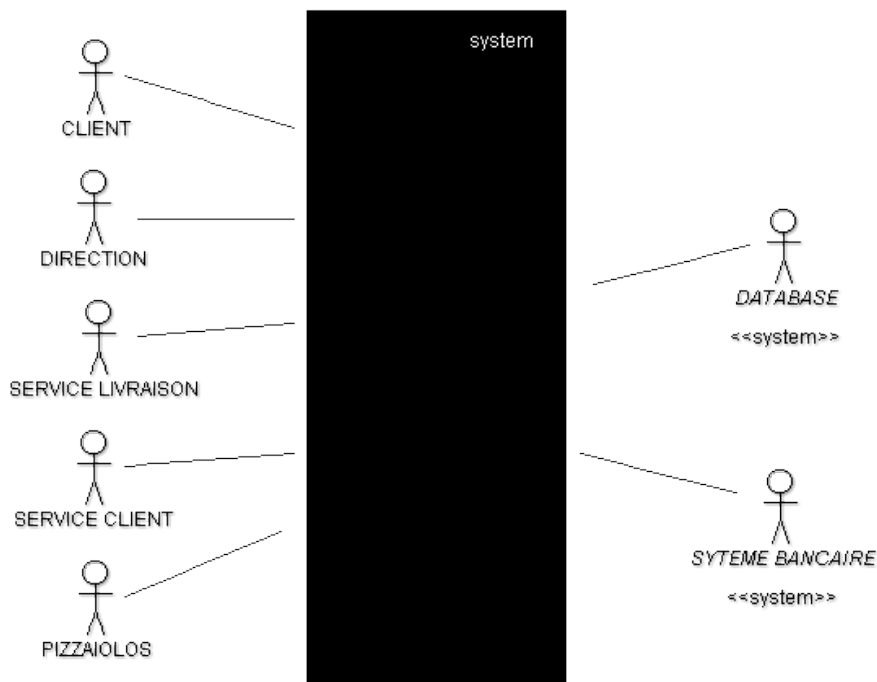 system
CLIENT
DIRECTION
SERVICE LIVRAISON
SERVICE CLIENT
PIZZAIOLOS
DATABASE
<<system>>
SYTEME BANCAIRE
<<system>>